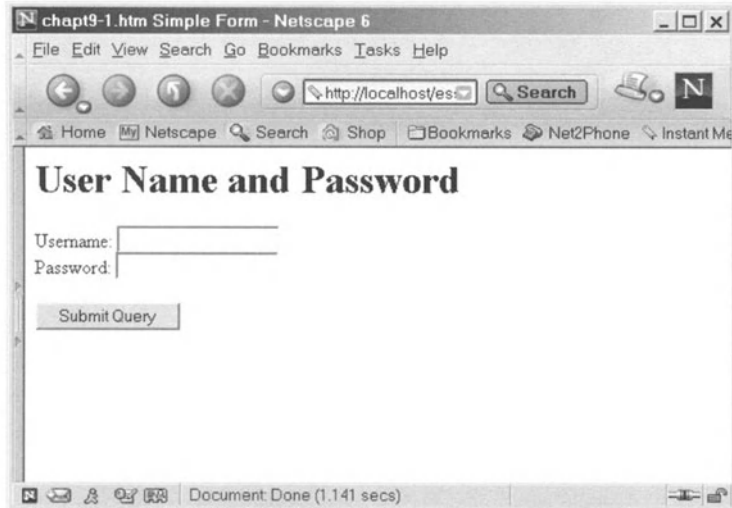 chapt9-1.htm Simple Form - Netscape 6
File Edit View Search Go Bookmarks Tasks Help
http://localhost/es Search N
Home My Netscape Search Shop Bookmarks Net2Phone Instant Me
User Name and Password
Username:
Password:
Submit Query
Document: Done (1.141 secs)